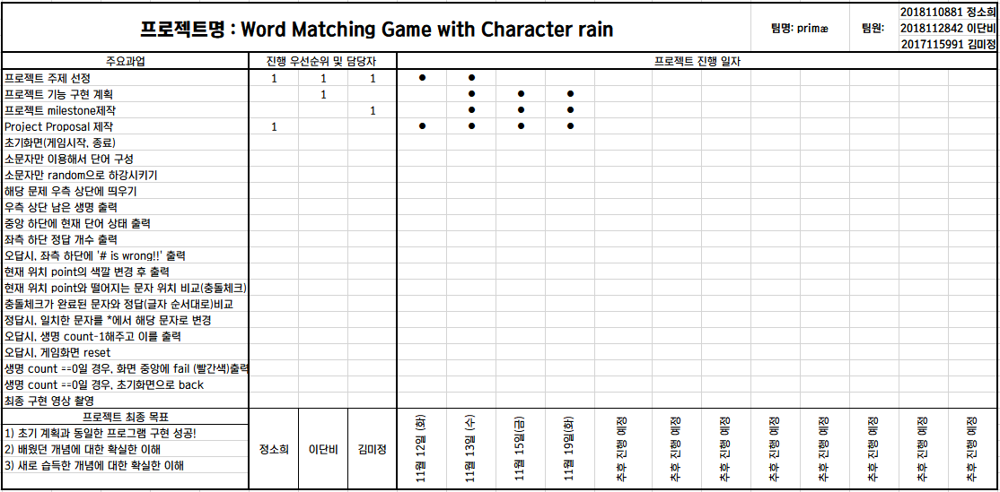 프로젝트명 : Word Matching Game with Character rain
팀명: primæ
팀원:
2018110881 정소희
2018112842 이단비
2017115991 김미정
주요과업 진행 우선순위 및 담당자 프로젝트 진행 일자
프로젝트 주제 선정 1 1 1 ● ●
프로젝트 기능 구현 계획 1 ● ● ●
프로젝트 milestone제작 1 ● ● ●
Project Proposal 제작 1 ● ● ● ●
초기화면(게임시작, 종료)
소문자만 이용해서 단어 구성
소문자만 random으로 하강시키기
해당 문제 우측 상단에 띄우기
우측 상단 남은 생명 출력
중앙 하단에 현재 단어 상태 출력
좌측 하단 정답 개수 출력
오답시, 좌측 하단에 '# is wrong!!' 출력
현재 위치 point의 색깔 변경 후 출력
현재 위치 point와 떨어지는 문자 위치 비교(충돌체크)
충돌체크가 완료된 문자와 정답(글자 순서대로)비교
정답시, 일치한 문자를 *에서 해당 문자로 변경
오답시, 생명 count-1해주고 이를 출력
오답시, 게임화면 reset
생명 count ==0일 경우, 화면 중앙에 fail (빨간색)출력
생명 count ==0일 경우, 초기화면으로 back
최종 구현 영상 촬영
프로젝트 최종 목표
1) 초기 계획과 동일한 프로그램 구현 성공!
2) 배웠던 개념에 대한 확실한 이해
3) 새로 습득한 개념에 대한 확실한 이해
정소희
이단비
김미정
11월 12일 (화)
11월 13일 (수)
11월 15일(금)
11월 19일(화)
추후 진행 예정
추후 진행 예정
추후 진행 예정
추후 진행 예정
추후 진행 예정
추후 진행 예정
추후 진행 예정
추후 진행 예정